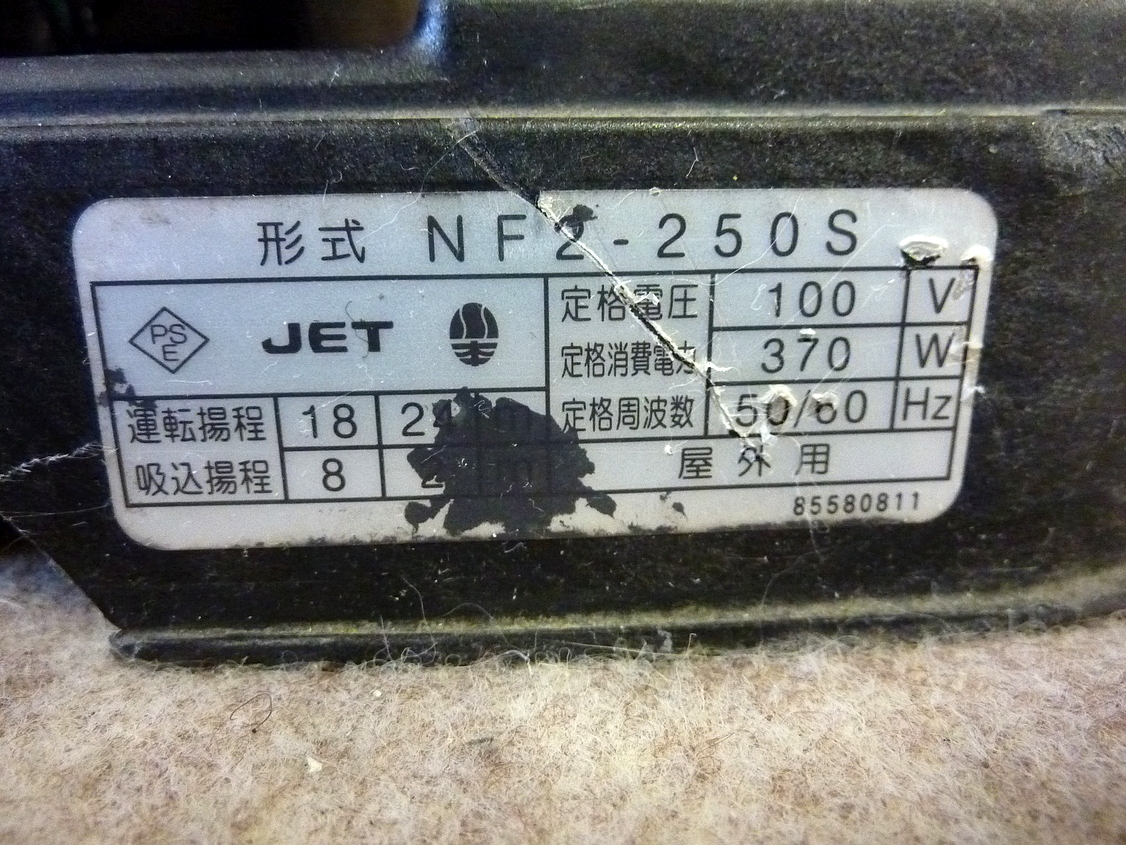 形式 NF2-250S
PSE JET
定格電圧 100 V
定格消費電力 370 W
定格周波数 50/60 Hz
運転揚程 18 24 m
吸込揚程 8 m
屋外用
85580811